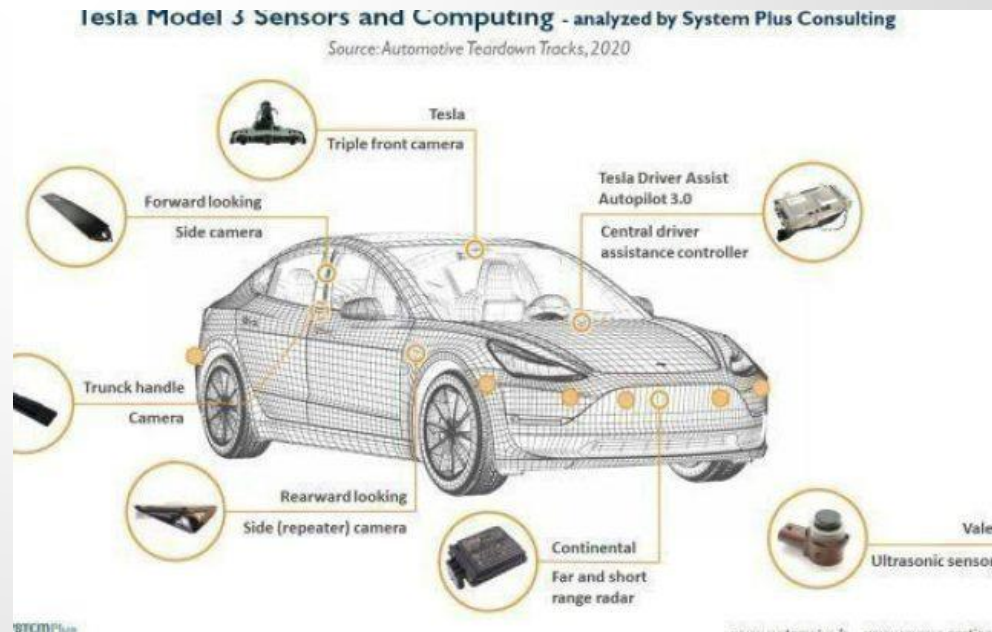 Tesla Model 3 Sensors and Computing - analyzed by System Plus Consulting
Source: Automotive Teardown Tracks, 2020
Tesla
Triple front camera
Forward looking
Side camera
Tesla Driver Assist
Autopilot 3.0
Central driver
assistance controller
Trunck handle
Camera
Rearward looking
Side (repeater) camera
Continental
Far and short
range radar
Vale
Ultrasonic sensor